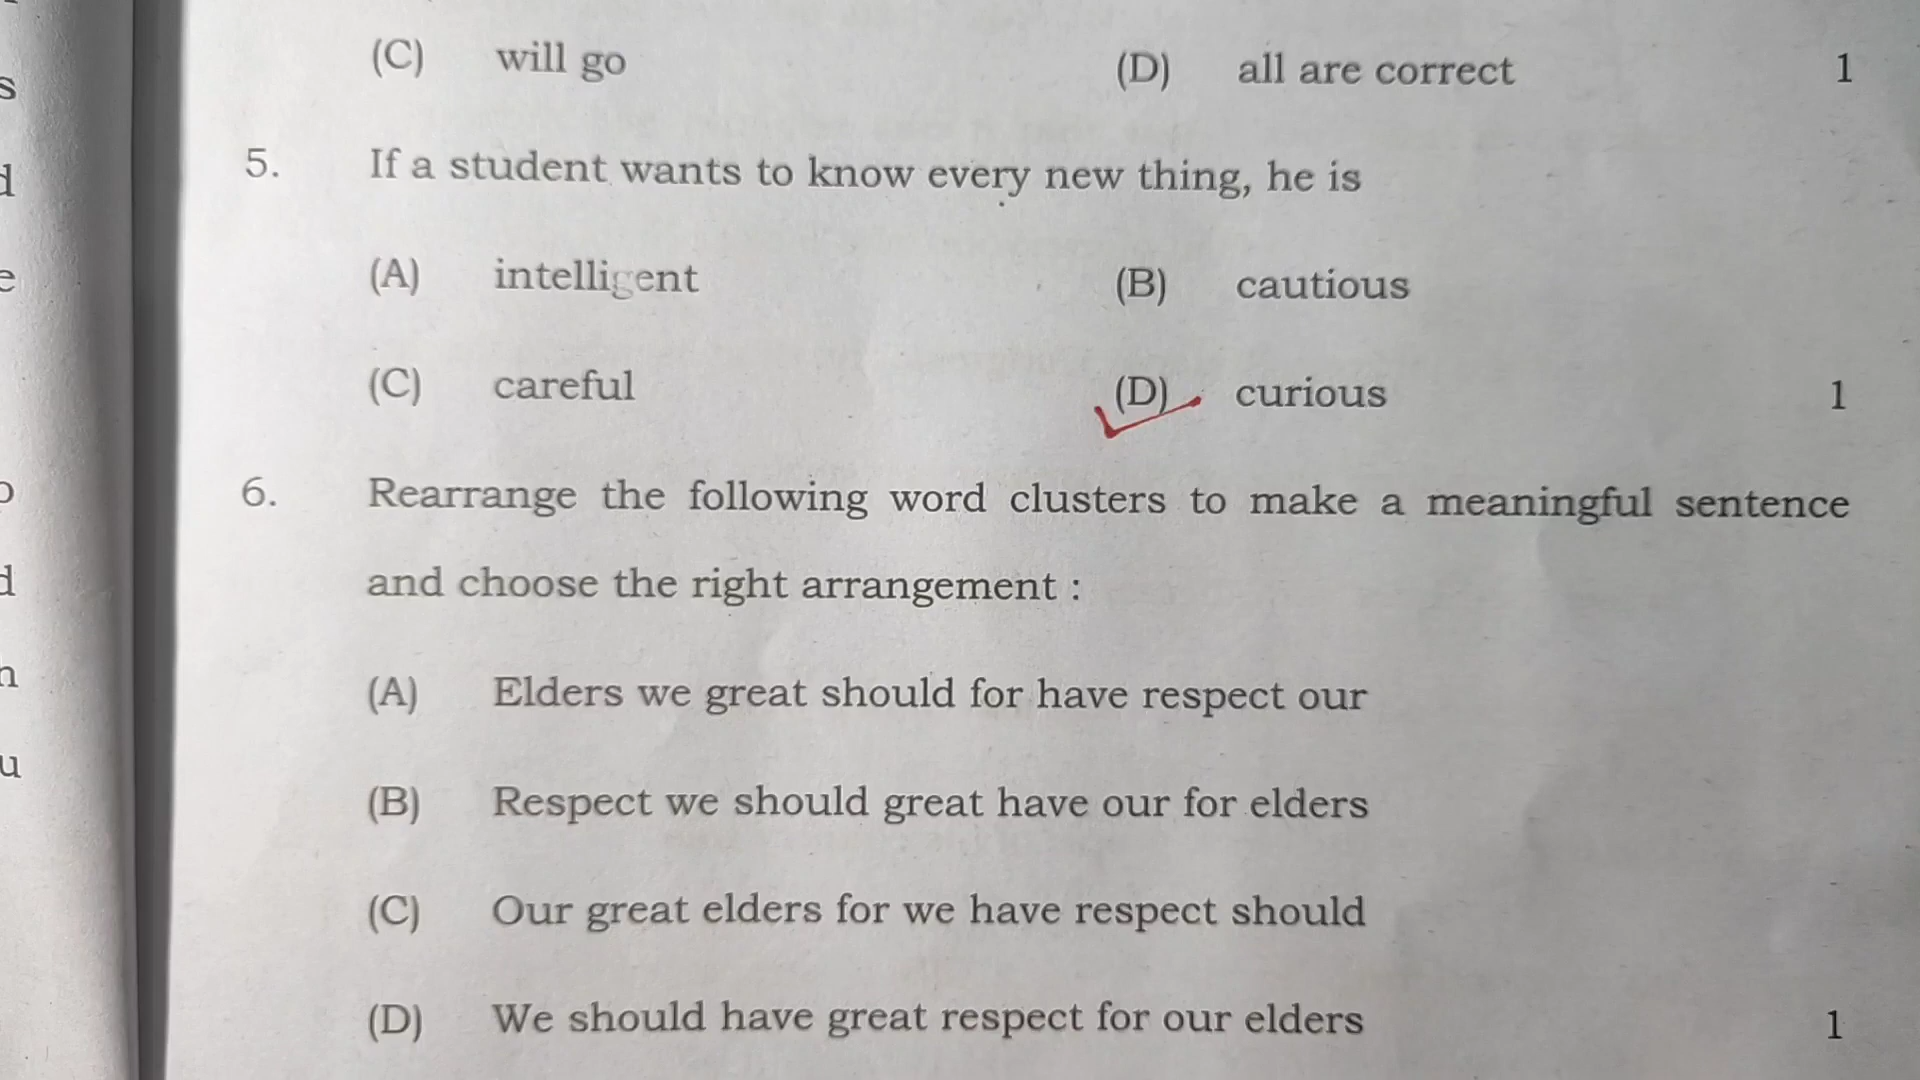 (C) will go (D) all are correct 1
5. If a student wants to know every new thing, he is
(A) intelligent (B) cautious
(C) careful (D) curious 1
6. Rearrange the following word clusters to make a meaningful sentence
and choose the right arrangement :
(A) Elders we great should for have respect our
(B) Respect we should great have our for elders
(C) Our great elders for we have respect should
(D) We should have great respect for our elders 1